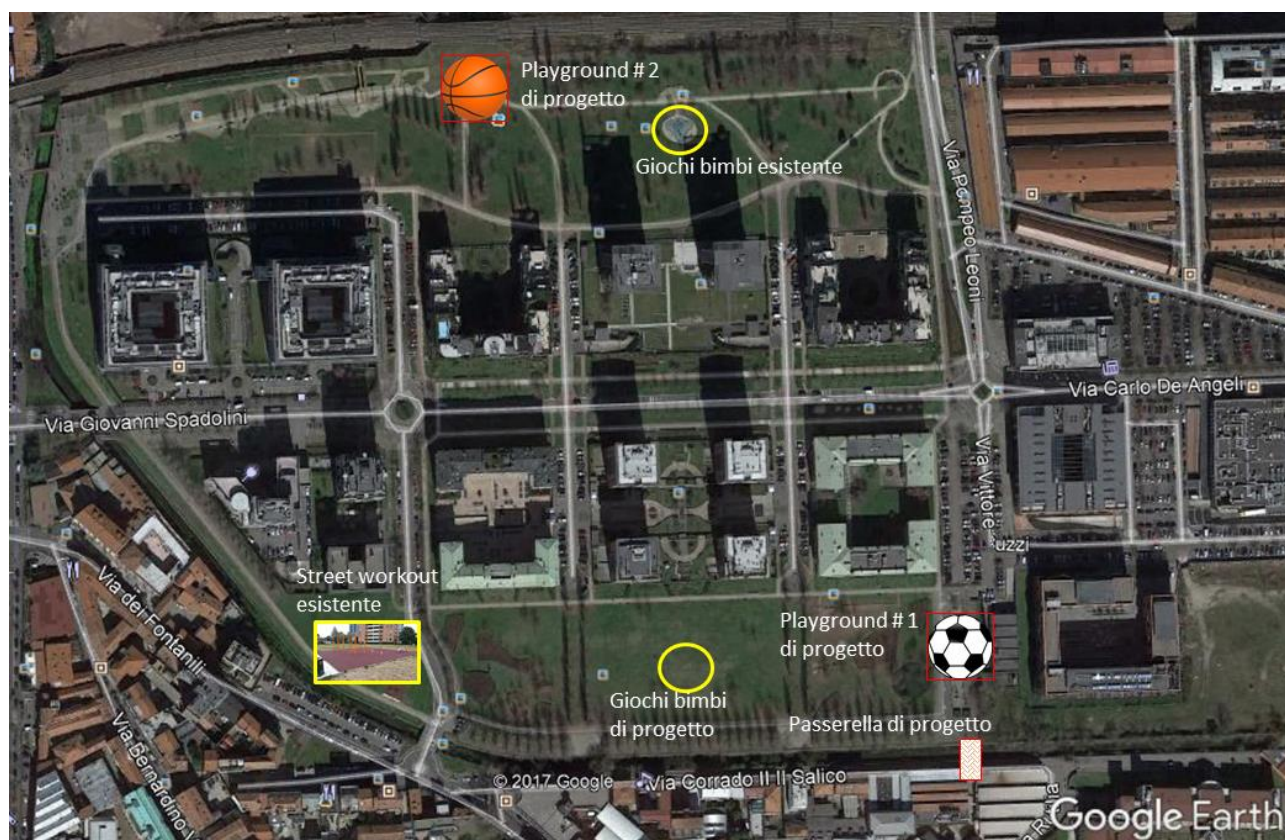 Playground # 2
di progetto
Giochi bimbi esistente
Via Pompeo Leoni
Via Carlo De Angeli
Via Giovanni Spadolini
Via Vittore
uzzi
Street workout
esistente
Via dei Fontanili
Playground # 1
di progetto
Giochi bimbi
di progetto
Passerella di progetto
Via Bernardino
© 2017 Google
Via Corrado II Il Salico
Google Earth